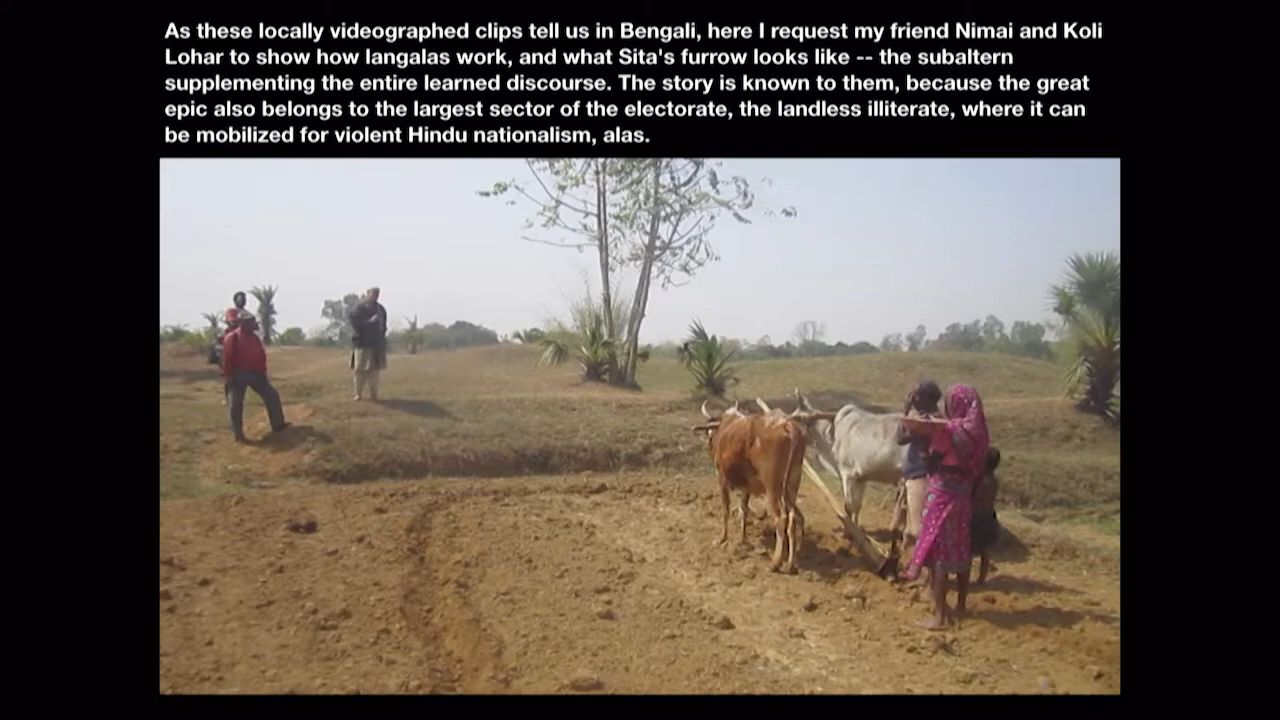 As these locally videographed clips tell us in Bengali, here I request my friend Nimai and Koli
Lohar to show how langalas work, and what Sita's furrow looks like -- the subaltern
supplementing the entire learned discourse. The story is known to them, because the great
epic also belongs to the largest sector of the electorate, the landless illiterate, where it can
be mobilized for violent Hindu nationalism, alas.